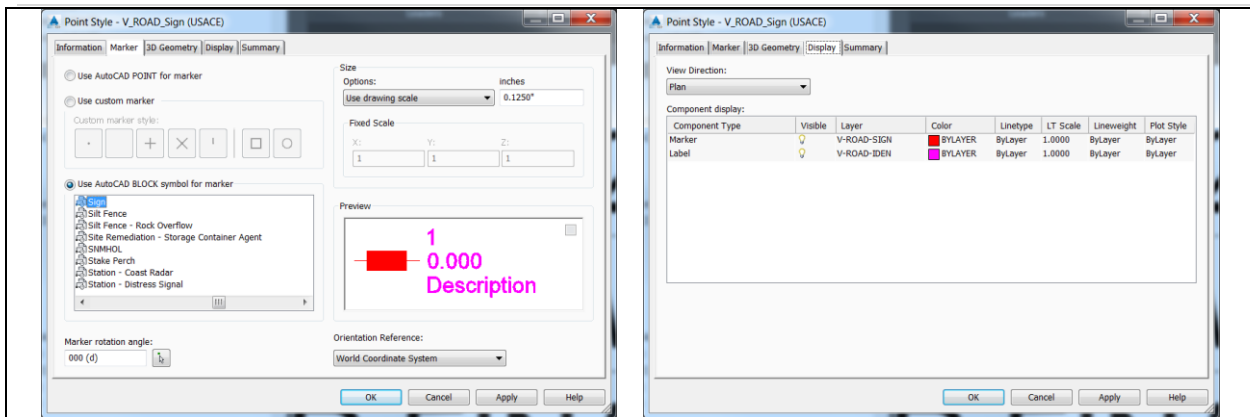 Point Style - V_ROAD_Sign (USACE)
Information Marker 3D Geometry Display Summary
Use AutoCAD POINT for marker
Use custom marker
Custom marker style:
Use AutoCAD BLOCK symbol for marker
Sign
Silt Fence
Silt Fence - Rock Overflow
Site Remediation - Storage Container Agent
SNMHOL
Stake Perch
Station - Coast Radar
Station - Distress Signal
Marker rotation angle:
000 (d)
Size
Options: inches
Use drawing scale 0.1250"
Fixed Scale
X: Y: Z:
1 1 1
Preview
1
0.000
Description
Orientation Reference:
World Coordinate System
OK Cancel Apply Help
Point Style - V_ROAD_Sign (USACE)
Information Marker 3D Geometry Display Summary
View Direction:
Plan
Component display:
Component Type Visible Layer Color Linetype LT Scale Lineweight Plot Style
Marker V-ROAD-SIGN BYLAYER ByLayer 1.0000 ByLayer ByLayer
Label V-ROAD-IDEN BYLAYER ByLayer 1.0000 ByLayer ByLayer
OK Cancel Apply Help